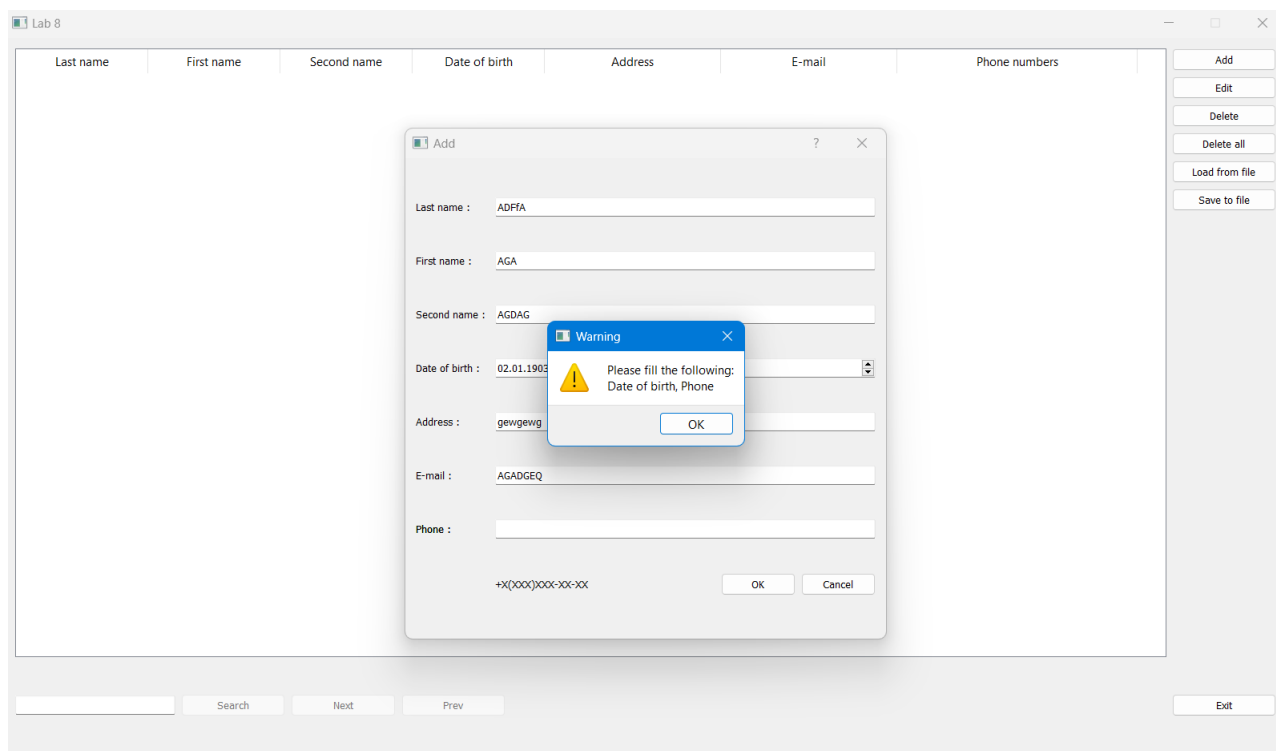 Lab 8
Last name First name Second name Date of birth Address E-mail Phone numbers
Add
Edit
Delete
Delete all
Load from file
Save to file
Add ?
Last name : ADFfA
First name : AGA
Second name : AGDAG
Date of birth : 02.01.1903
Address : gewgewg
E-mail : AGADGEQ
Phone :
+X(XXX)XXX-XX-XX OK Cancel
Warning
Please fill the following:
Date of birth, Phone
OK
Search Next Prev Exit